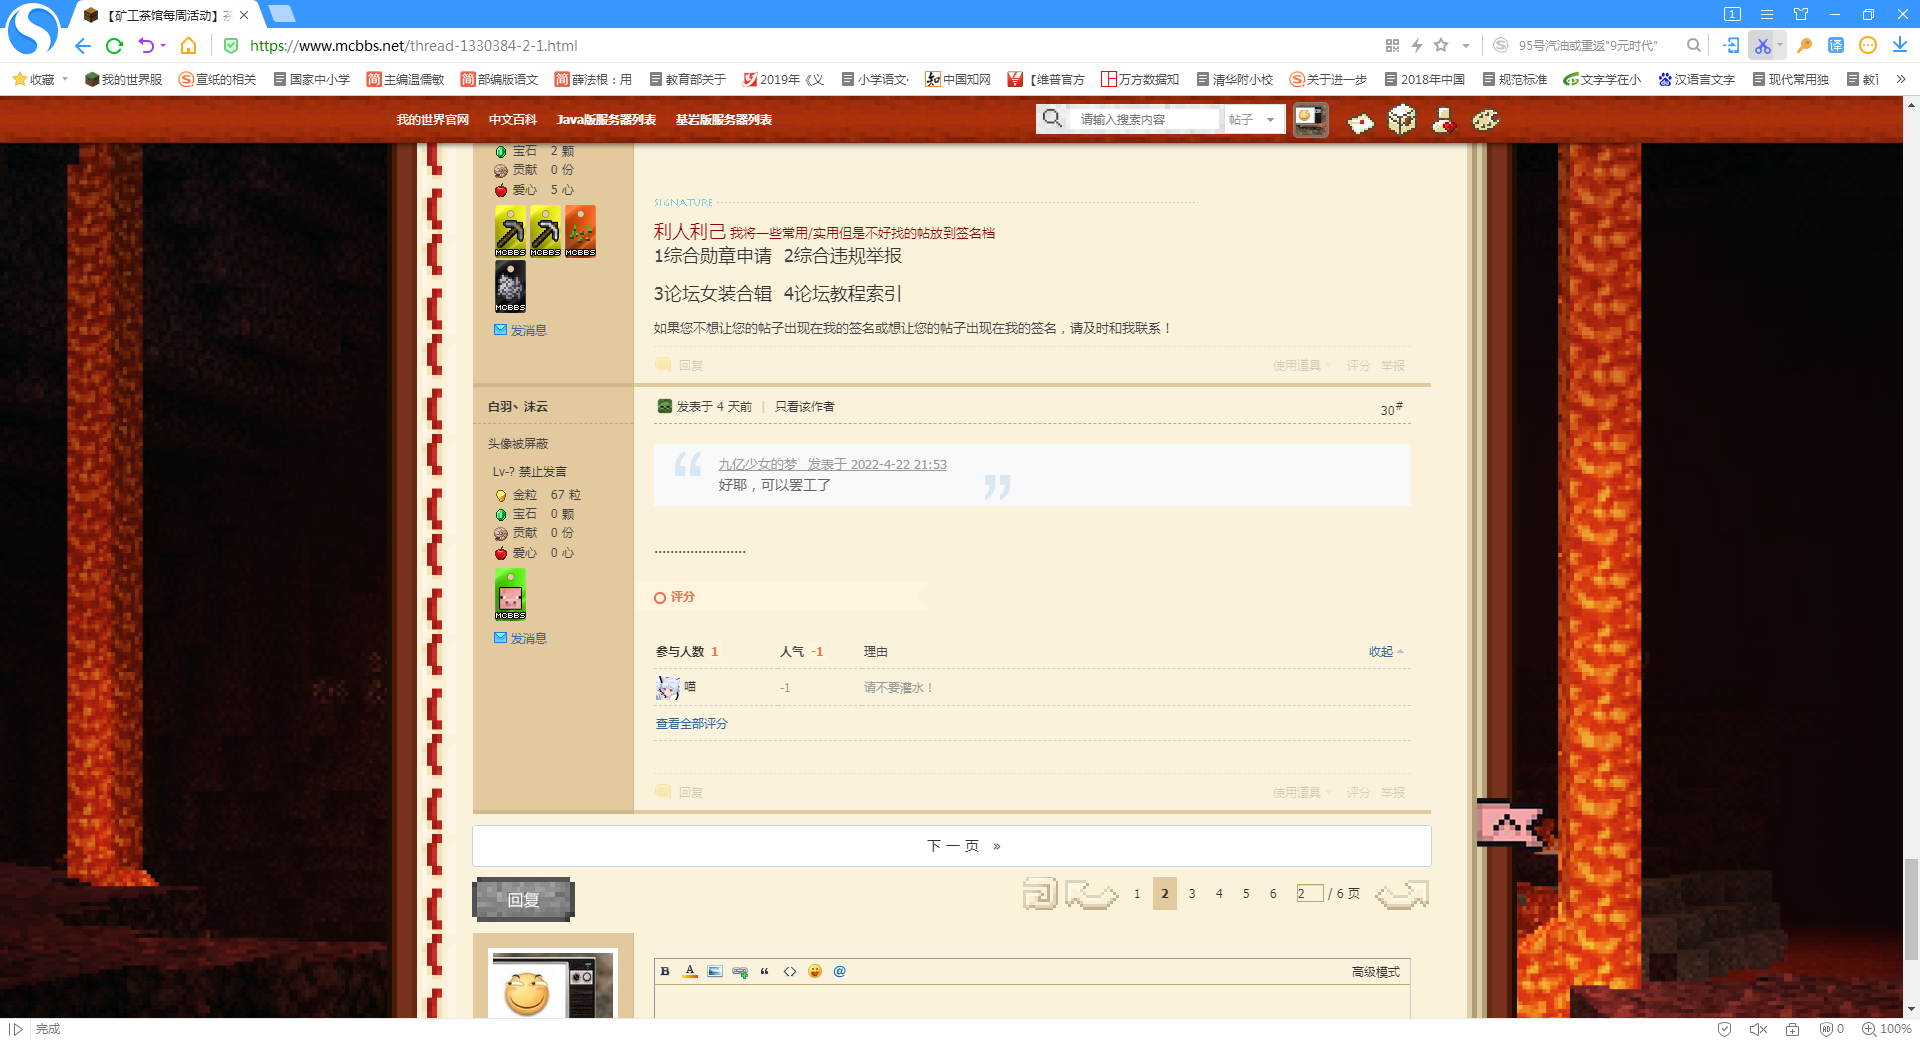 【矿工茶馆每周活动】茶
1
https://www.mcbbs.net/thread-1330384-2-1.html
95号汽油或重返"9元时代"
收藏 我的世界服 宣纸的相关 国家中小学 主编温儒敏 部编版语文 薛法根：用 教育部关于 2019年《义 小学语文· 中国知网 【维普官方 万方数据知 清华附小校 关于进一步 2018年中国 规范标准 文字学在小 汉语言文字 现代常用独 教育 »
我的世界官网 中文百科 Java版服务器列表 基岩版服务器列表 请输入搜索内容 帖子
宝石 2 颗
贡献 0 份
爱心 5 心
MCBBS MCBBS MCBBS
MCBBS
发消息
SIGNATURE
利人利己 我将一些常用/实用但是不好找的帖放到签名档
1综合勋章申请 2综合违规举报
3论坛女装合辑 4论坛教程索引
如果您不想让您的帖子出现在我的签名或想让您的帖子出现在我的签名，请及时和我联系！
回复 使用道具 评分 举报
白羽丶沫云
头像被屏蔽
Lv-? 禁止发言
金粒 67 粒
宝石 0 颗
贡献 0 份
爱心 0 心
MCBBS
发消息
发表于 4 天前 | 只看该作者 30#
九亿少女的梦 发表于 2022-4-22 21:53
好耶，可以罢工了
.......................
评分
参与人数 1 人气 -1 理由 收起
喵 -1 请不要灌水！
查看全部评分
回复 使用道具 评分 举报
下一页 »
回复
1 2 3 4 5 6 2 / 6 页
B A “ <> @ 高级模式
完成 0 100%